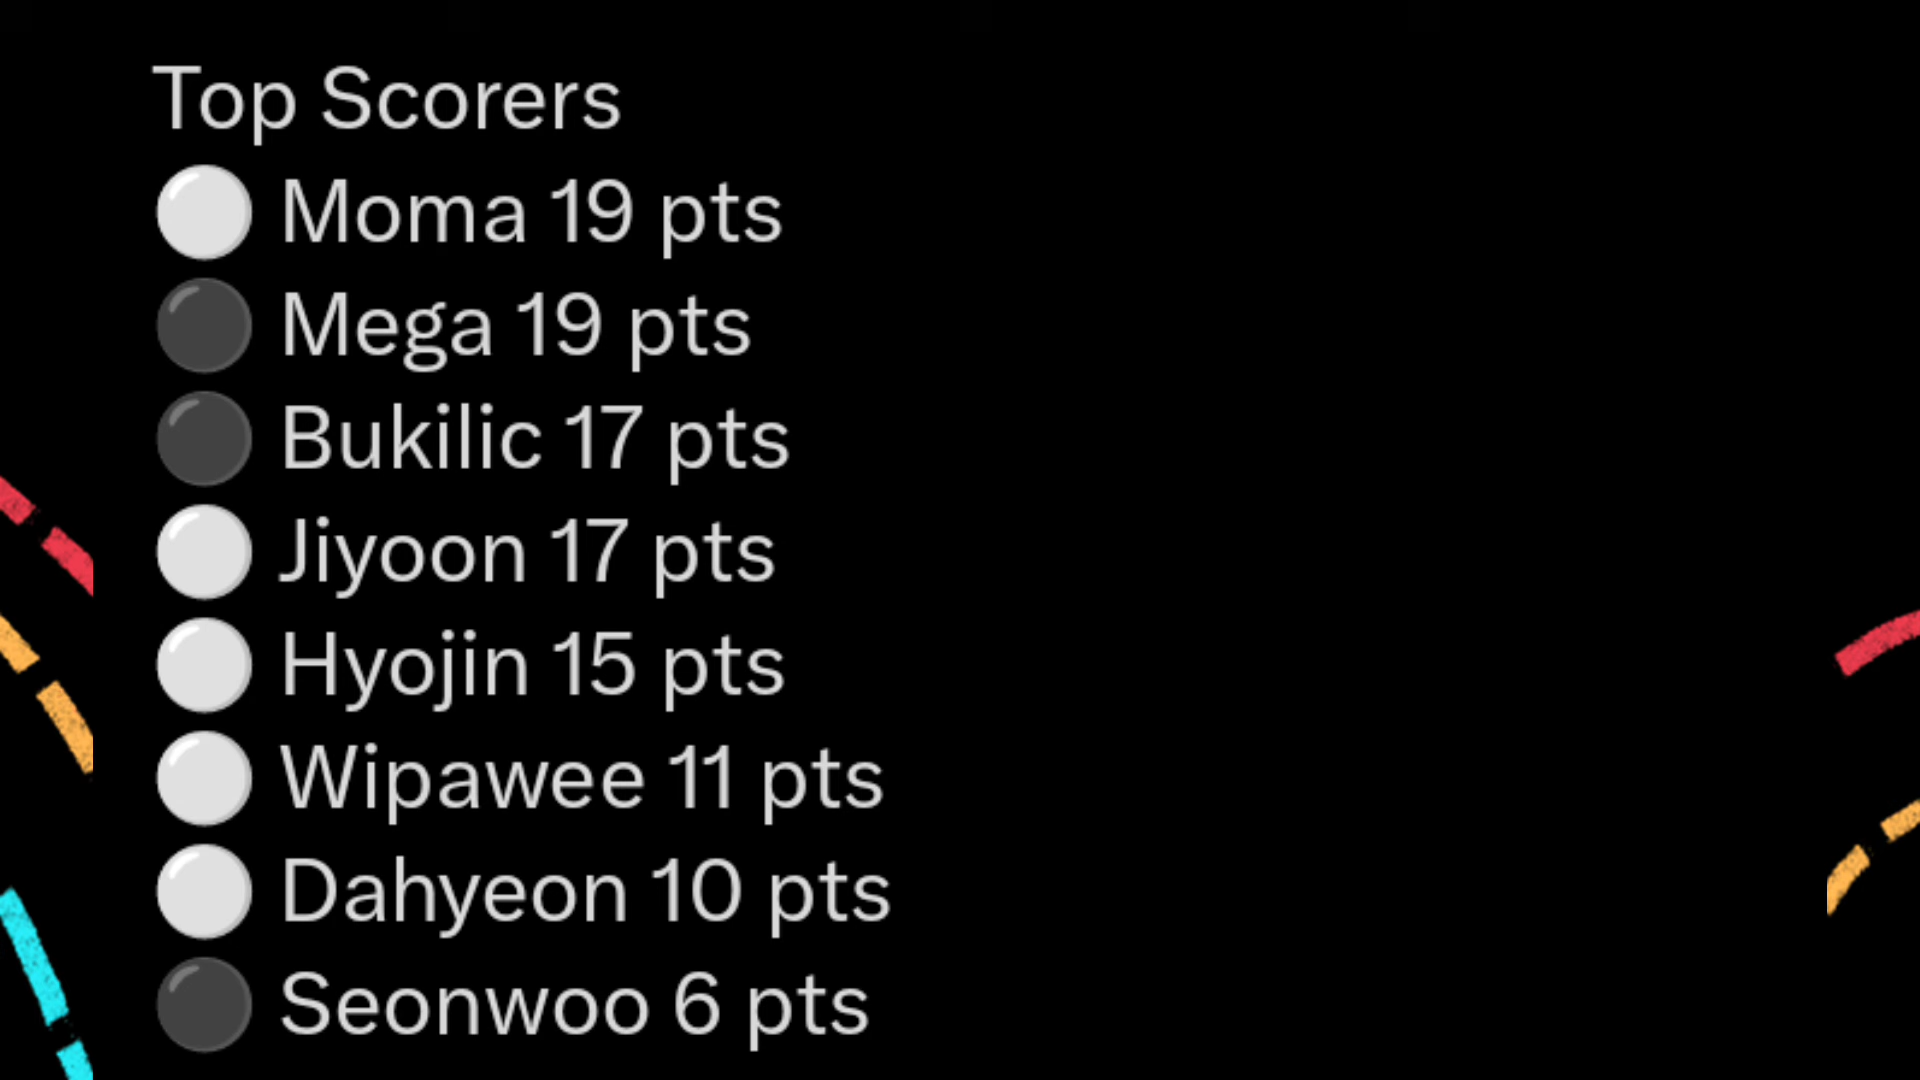 Top Scorers
⚪ Moma 19 pts
⚫ Mega 19 pts
⚫ Bukilic 17 pts
⚪ Jiyoon 17 pts
⚪ Hyojin 15 pts
⚪ Wipawee 11 pts
⚪ Dahyeon 10 pts
⚫ Seonwoo 6 pts